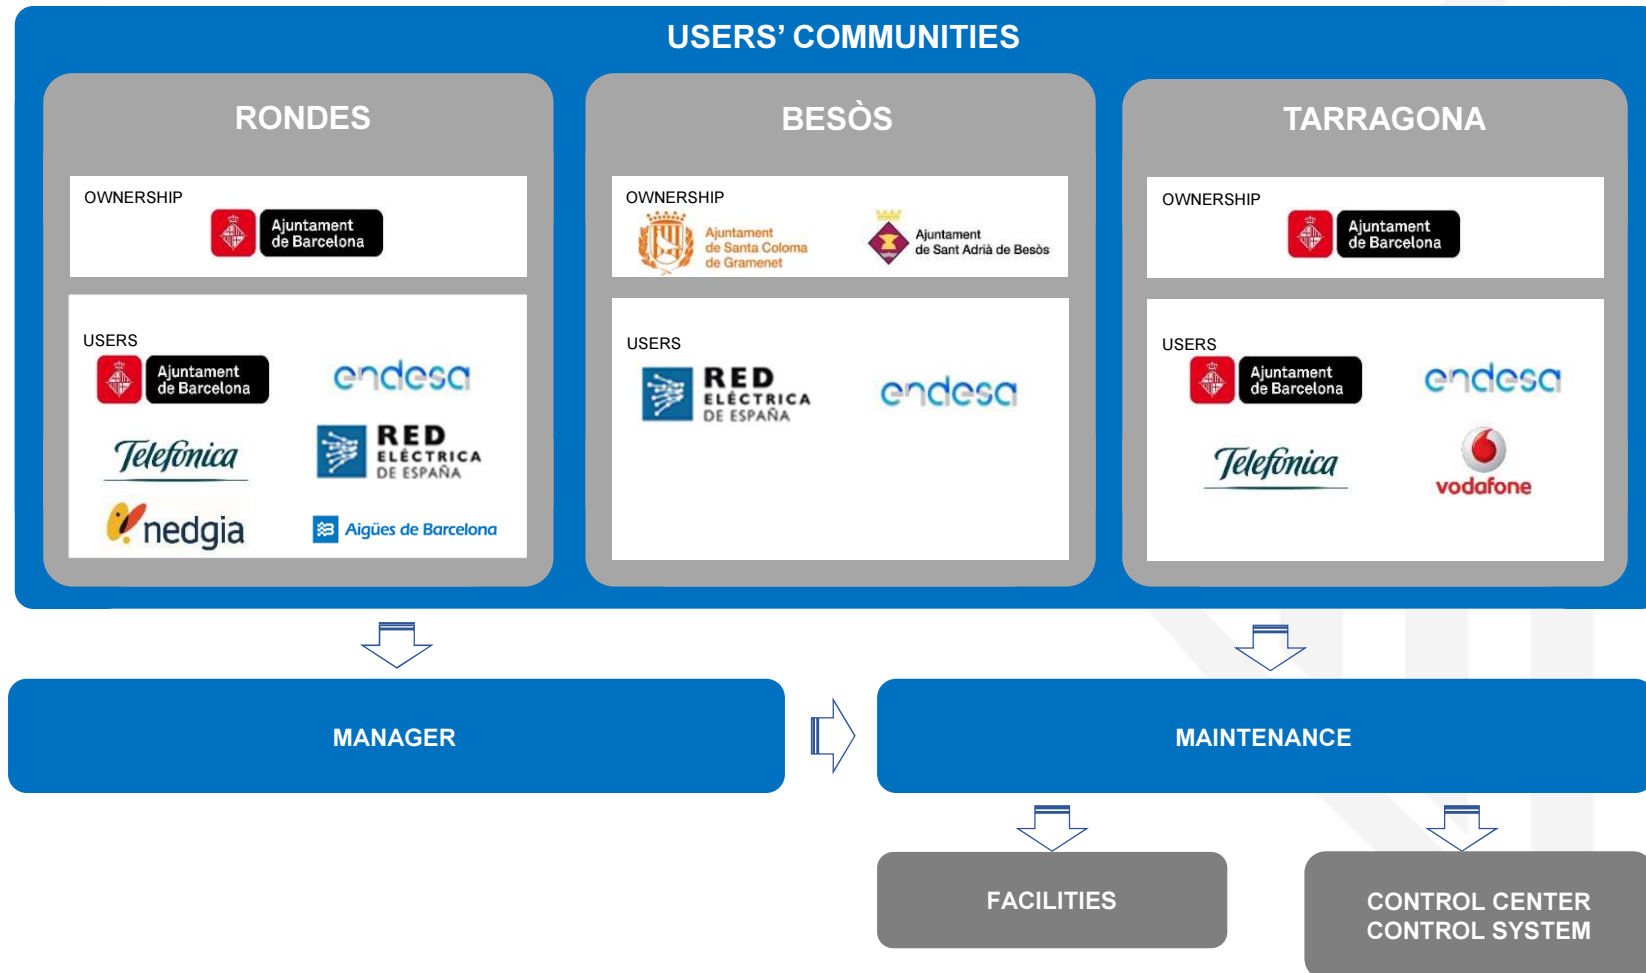 USERS' COMMUNITIES
RONDES
OWNERSHIP
Ajuntament
de Barcelona
USERS
Ajuntament
de Barcelona
endesa
Telefónica
RED
ELÉCTRICA
DE ESPAÑA
nedgia
Aigües de Barcelona
BESÒS
OWNERSHIP
Ajuntament
de Santa Coloma
de Gramenet
Ajuntament
de Sant Adrià de Besòs
USERS
RED
ELÉCTRICA
DE ESPAÑA
endesa
TARRAGONA
OWNERSHIP
Ajuntament
de Barcelona
USERS
Ajuntament
de Barcelona
endesa
Telefónica
vodafone
MANAGER
MAINTENANCE
FACILITIES
CONTROL CENTER
CONTROL SYSTEM